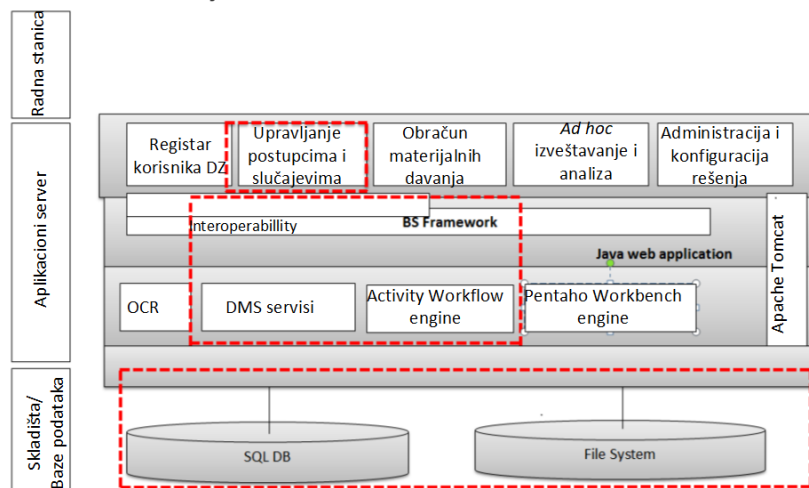 Radna stanica
Registar
korisnika DZ
Upravljanje
postupcima i
slučajevima
Obračun
materijalnih
davanja
Ad hoc
izveštavanje i
analiza
Administracija i
konfiguracija
rešenja
Aplikacioni server
Interoperabillity
BS Framework
Java web application
Apache Tomcat
OCR
DMS servisi
Activity Workflow
engine
Pentaho Workbench
engine
Skladišta/
Baze podataka
SQL DB
File System